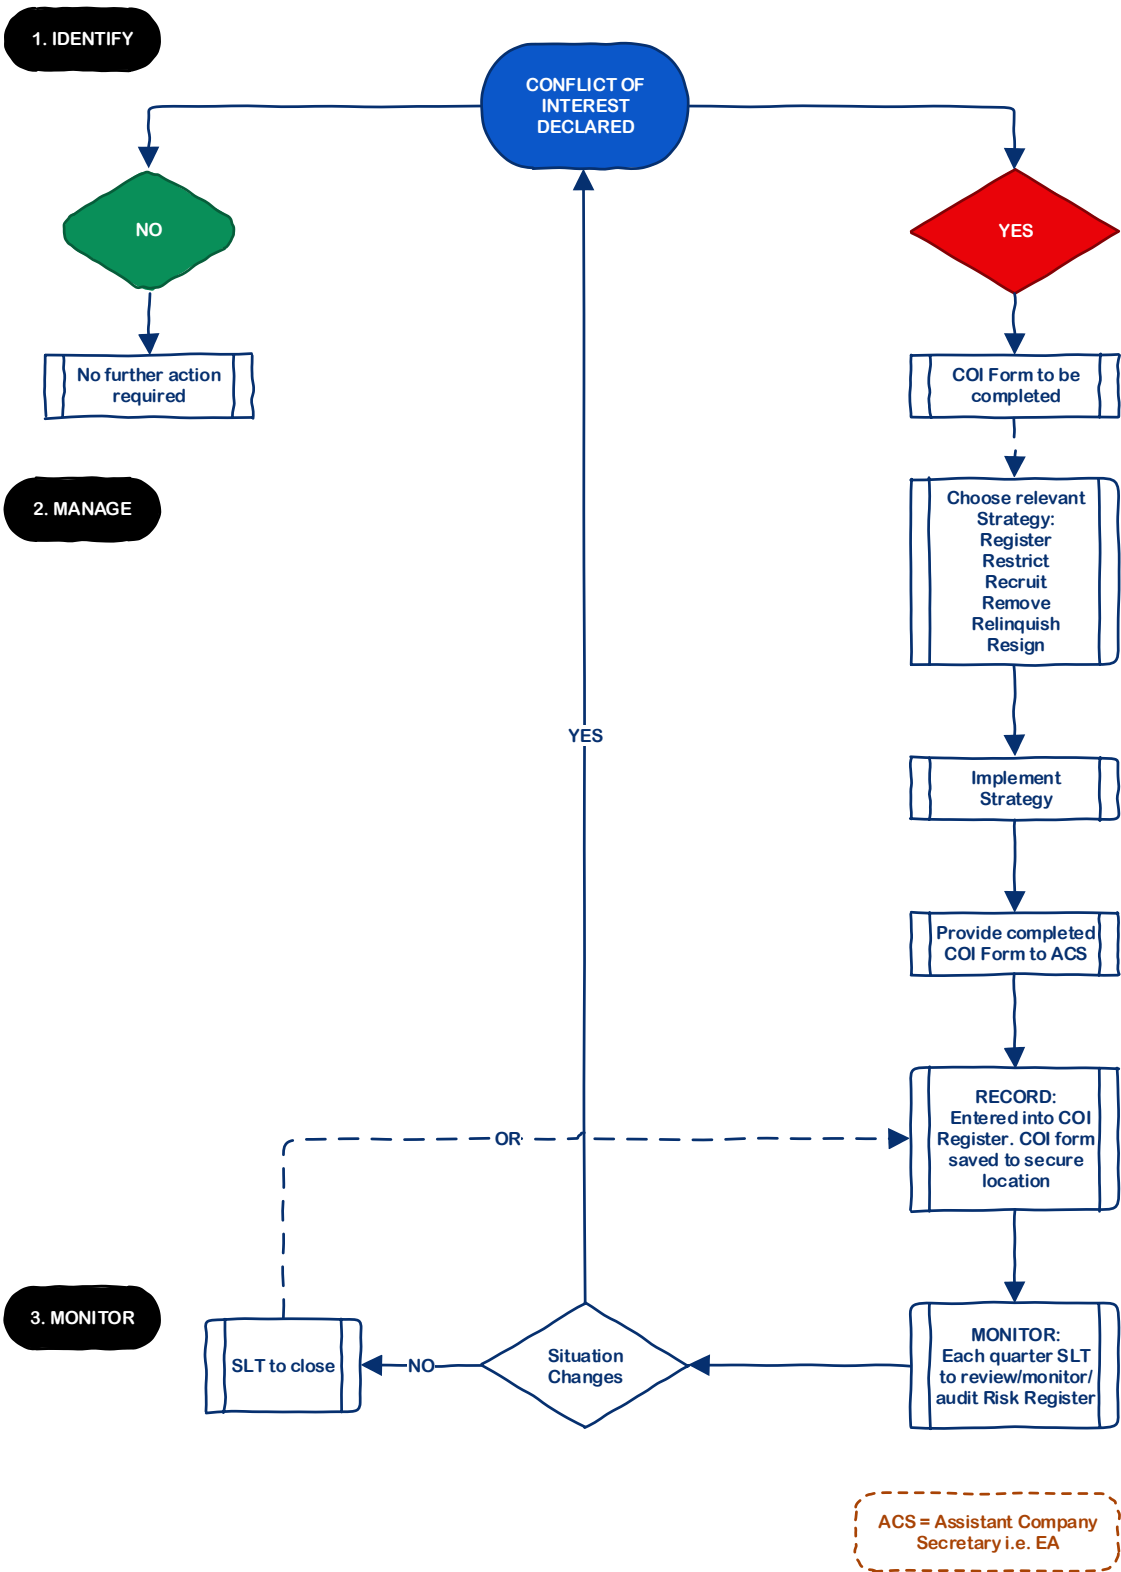 1. IDENTIFY
CONFLICT OF
INTEREST
DECLARED
NO
YES
No further action
required
COI Form to be
completed
2. MANAGE
Choose relevant
Strategy:
Register
Restrict
Recruit
Remove
Relinquish
Resign
YES
Implement
Strategy
Provide completed
COI Form to ACS
RECORD:
Entered into COI
Register. COI form
saved to secure
location
OR
3. MONITOR
SLT to close
NO
Situation
Changes
MONITOR:
Each quarter SLT
to review/monitor/
audit Risk Register
ACS = Assistant Company
Secretary i.e. EA